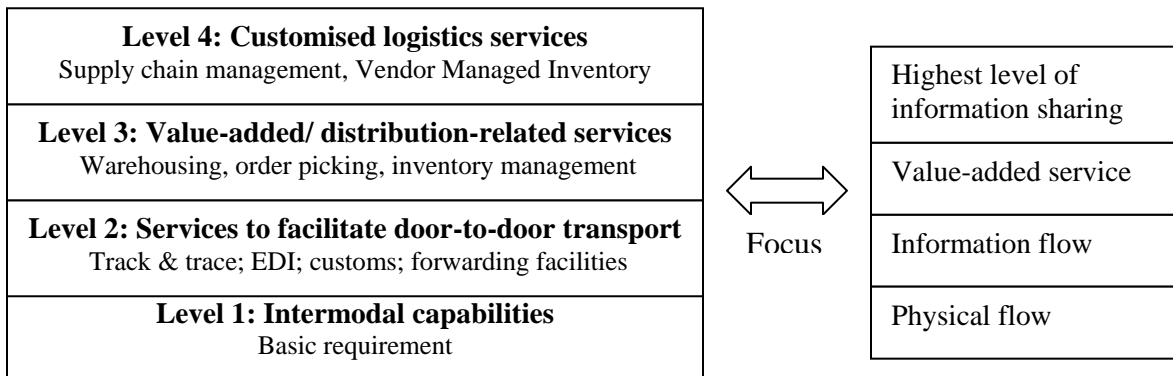 Level 4: Customised logistics services
Supply chain management, Vendor Managed Inventory
Level 3: Value-added/ distribution-related services
Warehousing, order picking, inventory management
Level 2: Services to facilitate door-to-door transport
Track & trace; EDI; customs; forwarding facilities
Level 1: Intermodal capabilities
Basic requirement
Focus
Highest level of
information sharing
Value-added service
Information flow
Physical flow